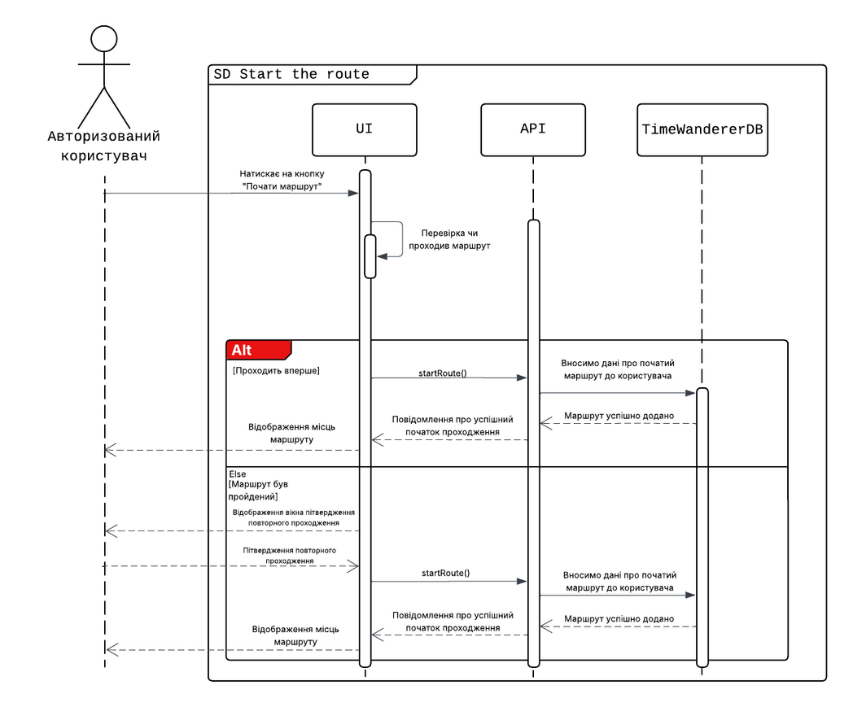 SD Start the route
UI
API
TimeWandererDB
Авторизований
користувач
Натискає на кнопку
"Почати маршрут"
Перевірка чи
проходив маршрут
Alt
[Проходить вперше]
startRoute()
Вносимо дані про початий
маршрут до користувача
Маршрут успішно додано
Повідомлення про успішний
початок проходження
Відображення місць
маршруту
Else
[Маршрут був
пройдений]
Відображення вікна пітвердження
повторного проходження
Пітвердження повторного
проходження
startRoute()
Вносимо дані про початий
маршрут до користувача
Маршрут успішно додано
Повідомлення про успішний
початок проходження
Відображення місць
маршруту